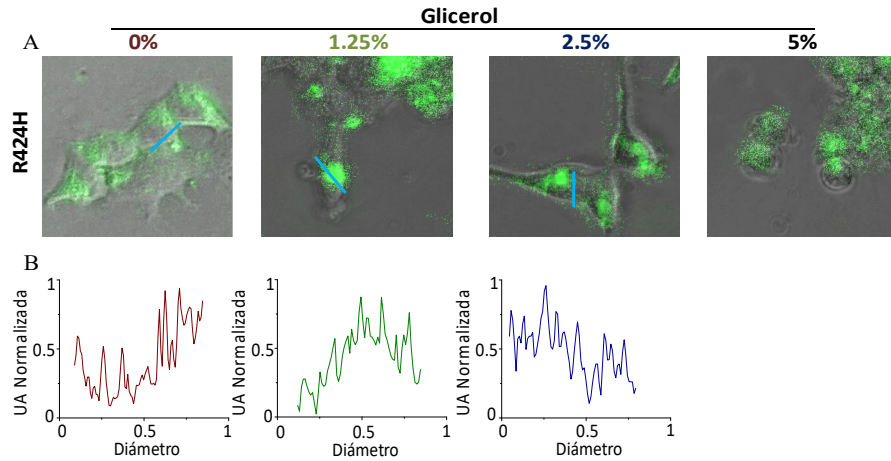 Glicerol
A
0% 1.25% 2.5% 5%
R424H
B
UA Normalizada
1
0.5
0
0 0.5 1
Diámetro
UA Normalizada
1
0.5
0
0 0.5 1
Diámetro
UA Normalizada
1
0.5
0
0 0.5 1
Diámetro